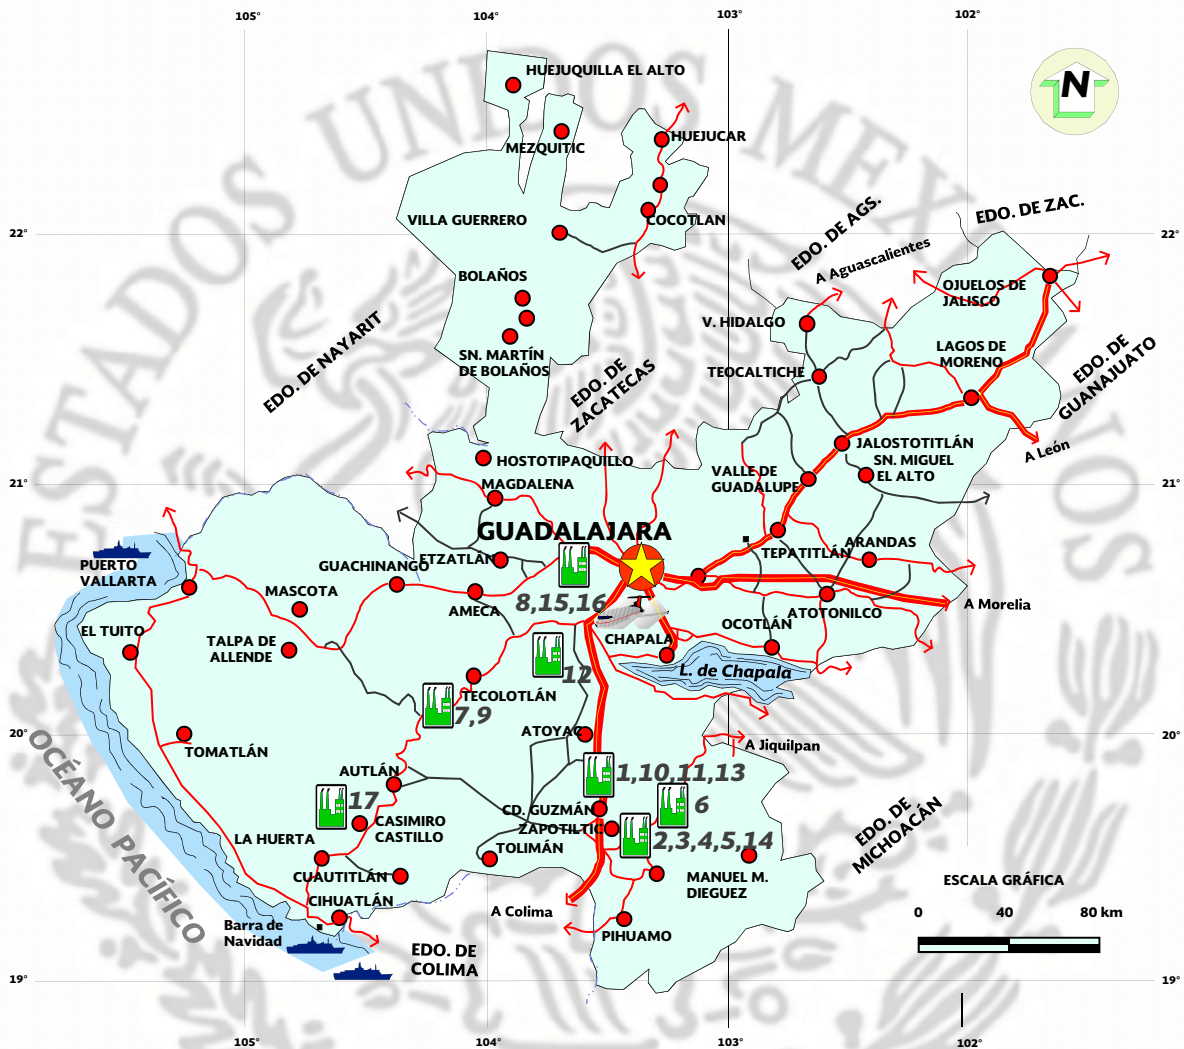 105°
104°
103°
102°
ESTADOS UNIDOS MEXICANOS
HUEJUQUILLA EL ALTO
N
MEZQUITIC
HUEJUCAR
VILLA GUERRERO
COCOTLAN
EDO. DE AGS.
EDO. DE ZAC.
22°
22°
A Aguascalientes
BOLAÑOS
OJUELOS DE
JALISCO
EDO. DE NAYARIT
V. HIDALGO
SN. MARTÍN
DE BOLAÑOS
EDO. DE
ZACATECAS
LAGOS DE
MORENO
TEOCALTICHE
EDO. DE
GUANAJUATO
JALOSTOTITLÁN
A León
HOSTOTIPAQUILLO
SN. MIGUEL
EL ALTO
MAGDALENA
VALLE DE
GUADALUPE
21°
21°
GUADALAJARA
ETZATLÁN
TEPATITLÁN
ARANDAS
PUERTO
VALLARTA
GUACHINANGO
MASCOTA
AMECA
8,15,16
ATOTONILCO
A Morelia
EL TUITO
TALPA DE
ALLENDE
CHAPALA
OCOTLÁN
12
L. de Chapala
TECOLOTLÁN
7,9
20°
20°
ATOYAC
A Jiquilpan
TOMATLÁN
AUTLÁN
1,10,11,13
OCÉANO PACÍFICO
17
CD. GUZMÁN
6
CASIMIRO
CASTILLO
ZAPOTILTIC
EDO. DE
MICHOACÁN
LA HUERTA
TOLIMÁN
2,3,4,5,14
CUAUTITLÁN
MANUEL M.
DIEGUEZ
ESCALA GRÁFICA
CIHUATLÁN
A Colima
0
40
80 km
Barra de
Navidad
PIHUAMO
EDO. DE
COLIMA
19°
19°
105°
104°
103°
102°